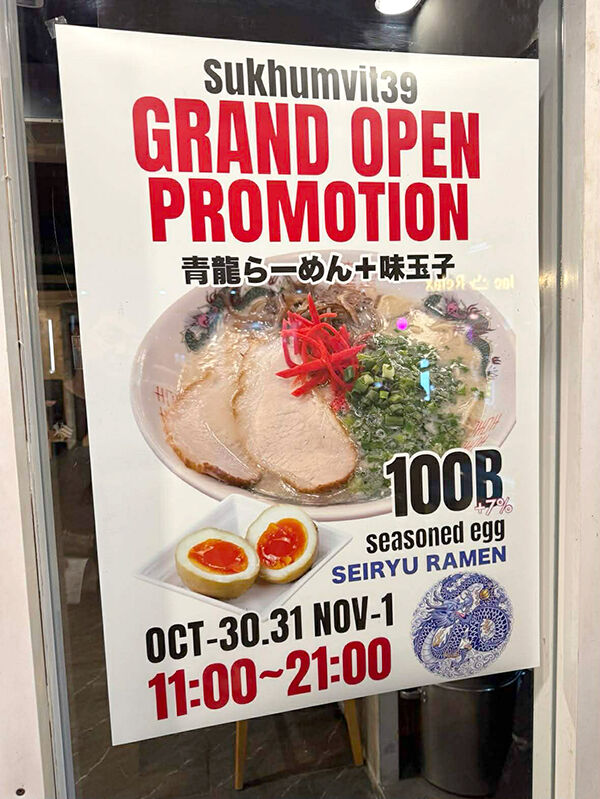 sukhumvit39
GRAND OPEN
PROMOTION
青龍らーめん＋味玉子
100B
+7%
seasoned egg
SEIRYU RAMEN
OCT-30.31 NOV-1
11:00~21:00